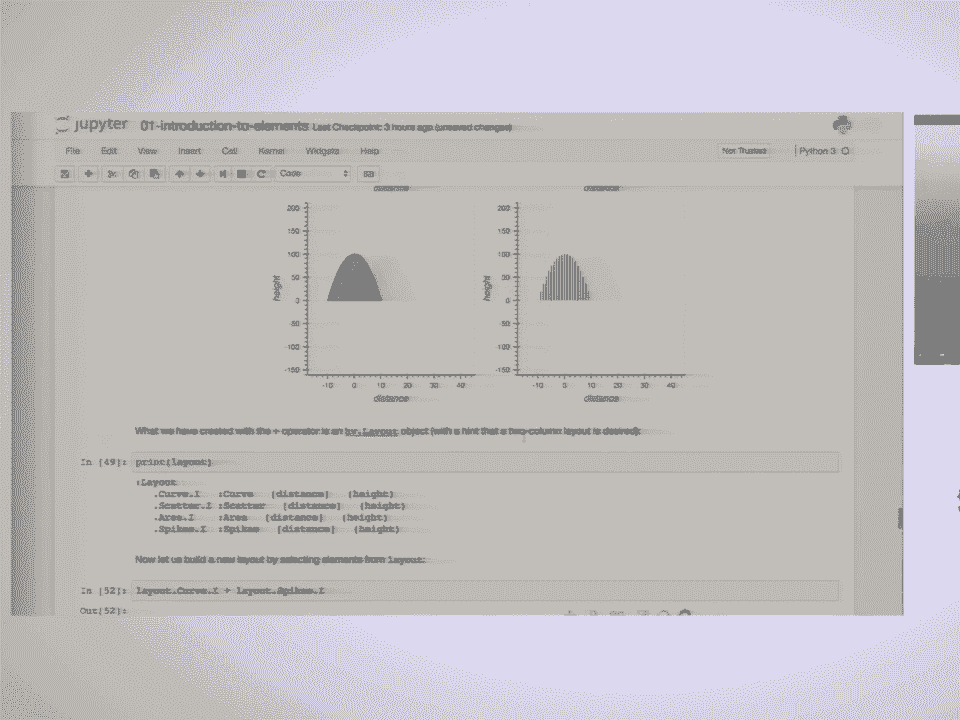 jupyter 01-introduction-to-elements Last Checkpoint: 3 hours ago (unsaved changes)
File Edit View Insert Cell Kernel Widgets Help Not Trusted Python 3
Code
distance distance
200 200
150 150
100 100
50 50
height height
0 0
-50 -50
-100 -100
-150 -150
-10 0 10 20 30 40 -10 0 10 20 30 40
distance distance
What we have created with the + operator is an hv.Layout object (with a hint that a two-column layout is desired):
In [49]: print(layout)
:Layout
.Curve.I :Curve [distance] (height)
.Scatter.I :Scatter [distance] (height)
.Area.I :Area [distance] (height)
.Spikes.I :Spikes [distance] (height)
Now let us build a new layout by selecting elements from layout:
In [52]: layout.Curve.I + layout.Spikes.I
Out[52]: